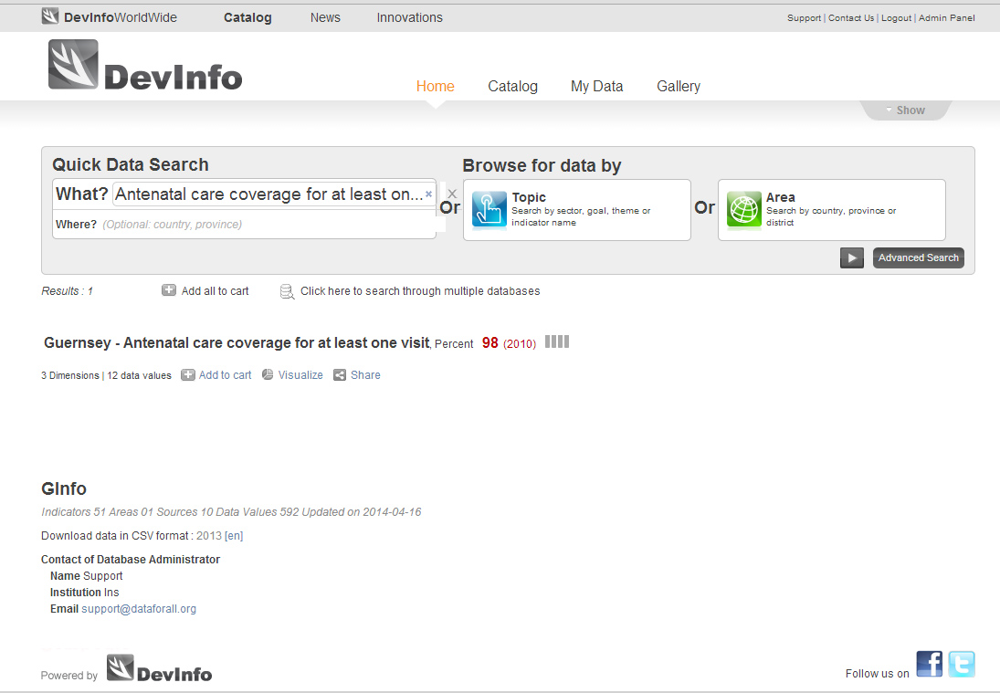 DevInfoWorldWide Catalog News Innovations Support | Contact Us | Logout | Admin Panel
DevInfo
Home Catalog My Data Gallery
Show
Quick Data Search
What? Antenatal care coverage for at least on... ×
Where? (Optional: country, province)
X
Or
Browse for data by
Topic
Search by sector, goal, theme or
indicator name
Or
Area
Search by country, province or
district
Advanced Search
Results : 1 Add all to cart Click here to search through multiple databases
Guernsey - Antenatal care coverage for at least one visit, Percent 98 (2010)
3 Dimensions | 12 data values Add to cart Visualize Share
GInfo
Indicators 51 Areas 01 Sources 10 Data Values 592 Updated on 2014-04-16
Download data in CSV format : 2013 [en]
Contact of Database Administrator
Name Support
Institution Ins
Email support@dataforall.org
Powered by DevInfo
Follow us on f t